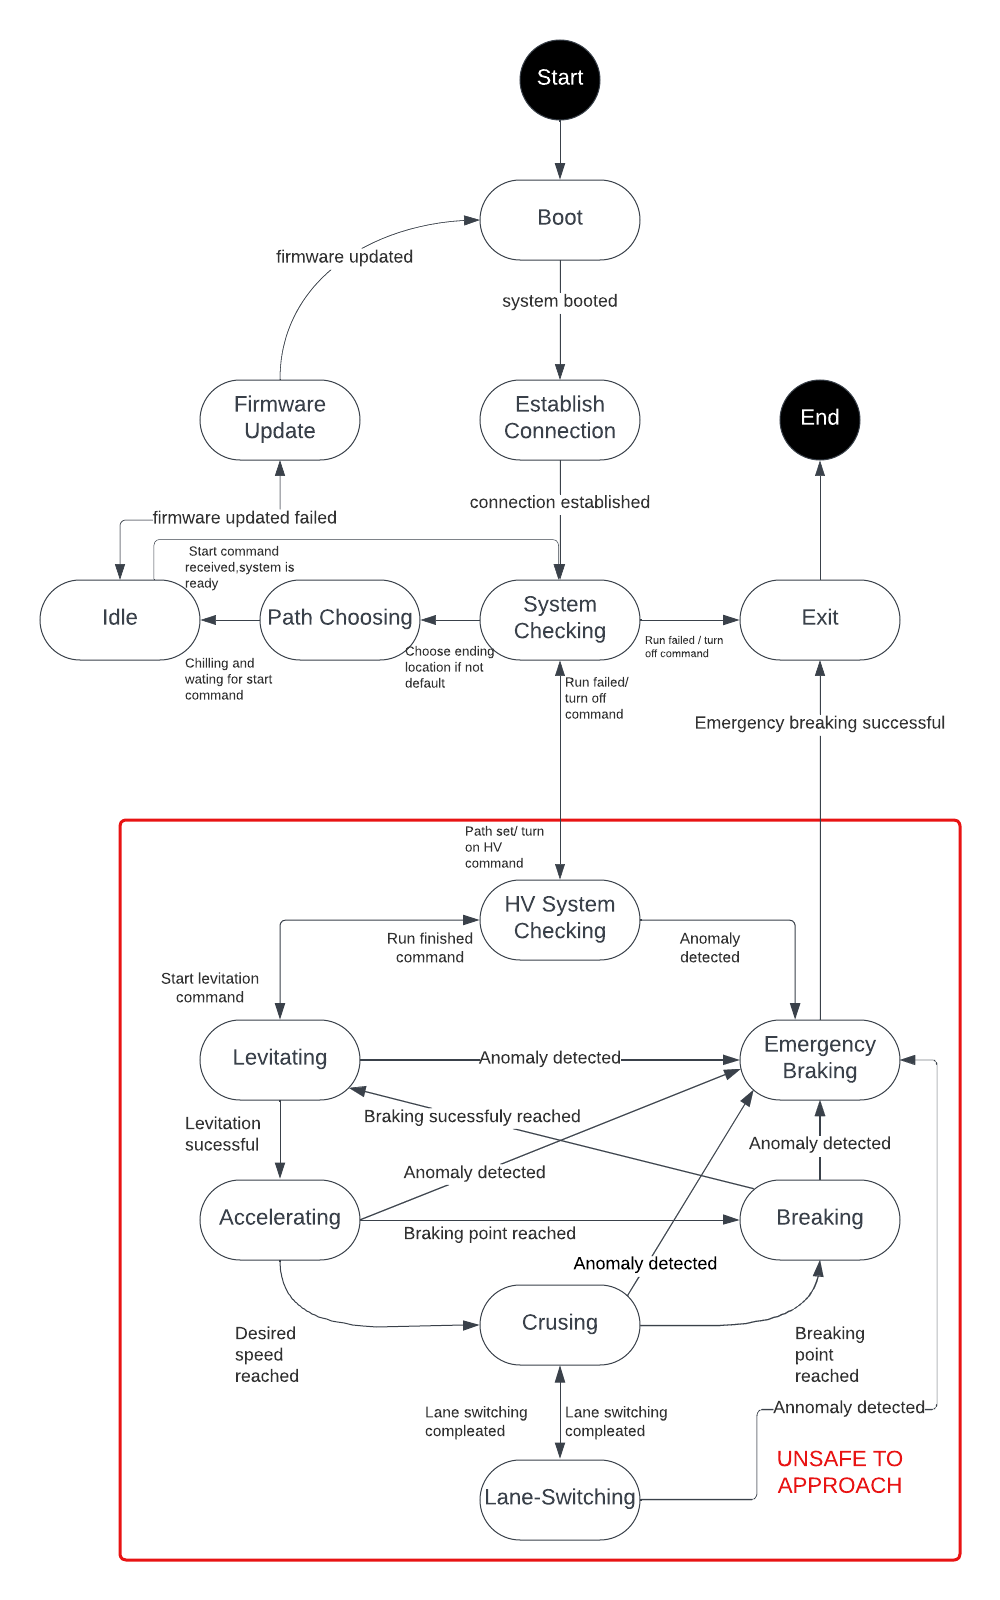 Start
Boot
firmware updated
system booted
Firmware
Update
Establish
Connection
End
connection established
firmware updated failed
Start command
received,system is
ready
Idle
Path Choosing
System
Checking
Exit
Run failed / turn
off command
Choose ending
location if not
default
Chilling and
wating for start
command
Run failed/
turn off
command
Emergency breaking successful
Path set/ turn
on HV
command
HV System
Checking
Run finished
command
Anomaly
detected
Start levitation
command
Levitating
Anomaly detected
Emergency
Braking
Braking sucessfuly reached
Levitation
sucessful
Anomaly detected
Anomaly detected
Accelerating
Braking point reached
Breaking
Anomaly detected
Crusing
Desired
speed
reached
Breaking
point
reached
Lane switching
compleated
Lane switching
compleated
Annomaly detected
UNSAFE TO
APPROACH
Lane-Switching